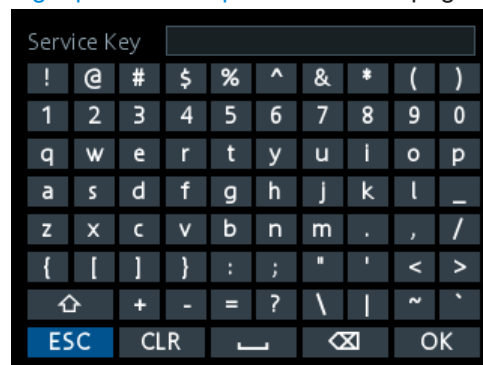 Service Key
! @ # $ % ^ & * ( )
1 2 3 4 5 6 7 8 9 0
q w e r t y u i o p
a s d f g h j k l _
z x c v b n m . , /
{ [ ] } : ; " ' < >
+ - = ? \ | ~ `
ESC CLR OK